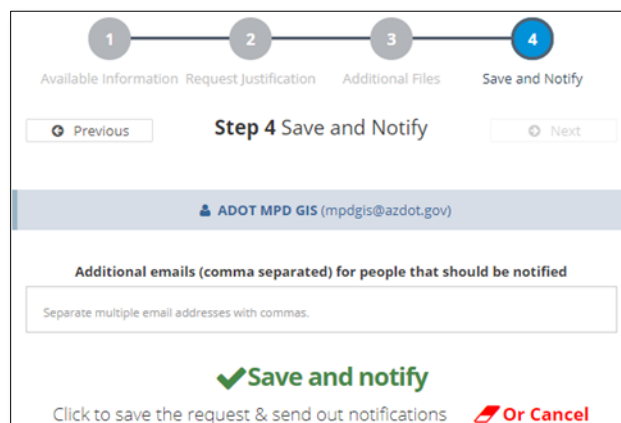 1 2 3 4
Available Information Request Justification Additional Files Save and Notify
Previous Step 4 Save and Notify Next
ADOT MPD GIS (mpdgis@azdot.gov)
Additional emails (comma separated) for people that should be notified
Separate multiple email addresses with commas.
Save and notify
Click to save the request & send out notifications Or Cancel